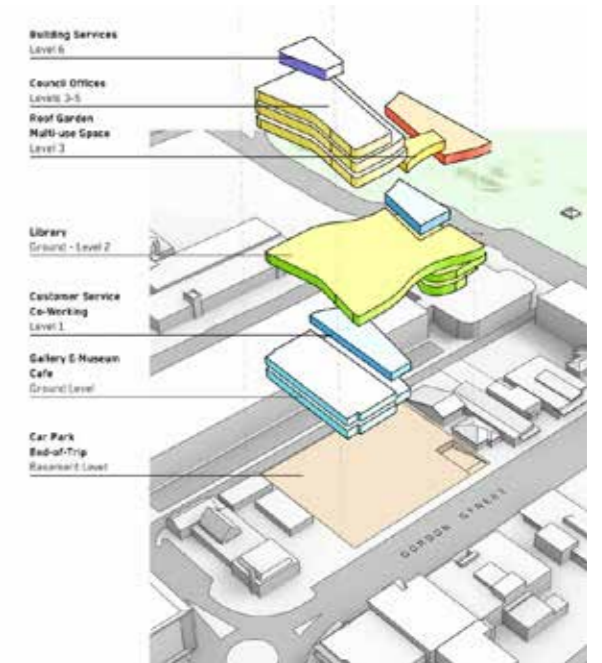 Building Services
Level 6
Council Offices
Levels 3-5
Roof Garden
Multi-use Space
Level 3
Library
Ground - Level 2
Customer Service
Co-Working
Level 1
Gallery & Museum
Cafe
Ground Level
Car Park
End-of-Trip
Basement Level
GORDON STREET